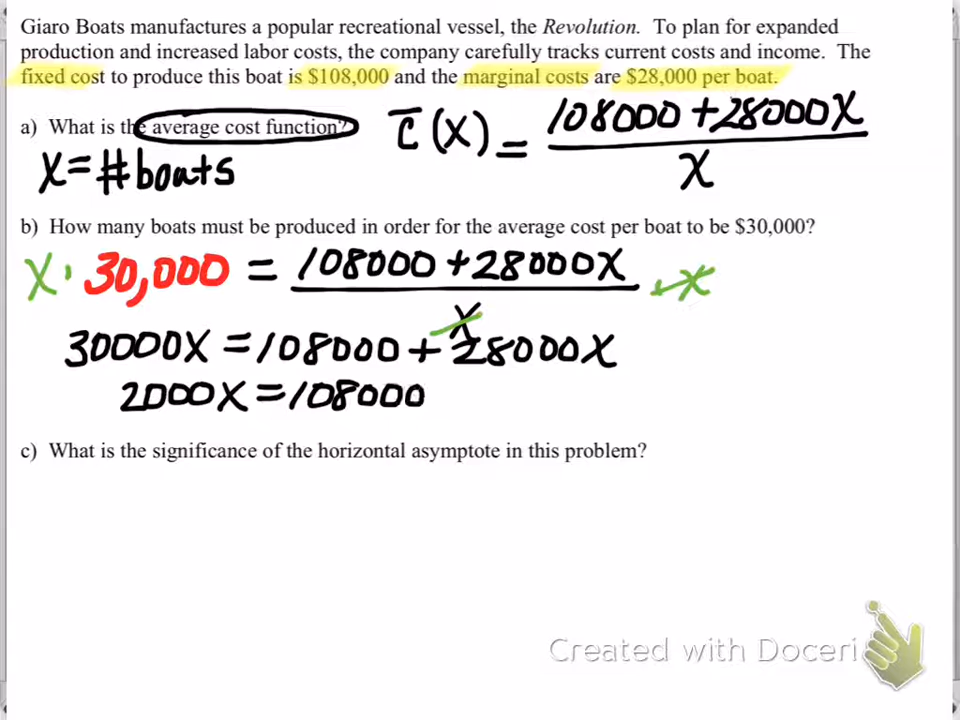 Giaro Boats manufactures a popular recreational vessel, the Revolution. To plan for expanded
production and increased labor costs, the company carefully tracks current costs and income. The
fixed cost to produce this boat is $108,000 and the marginal costs are $28,000 per boat.
a) What is the average cost function?
C̅(X) = (108000 + 28000X) / X
X = # boats
b) How many boats must be produced in order for the average cost per boat to be $30,000?
X · 30,000 = (108000 + 28000X) / X · X
30000X = 108000 + 28000X
2000X = 108000
c) What is the significance of the horizontal asymptote in this problem?
Created with Doceri